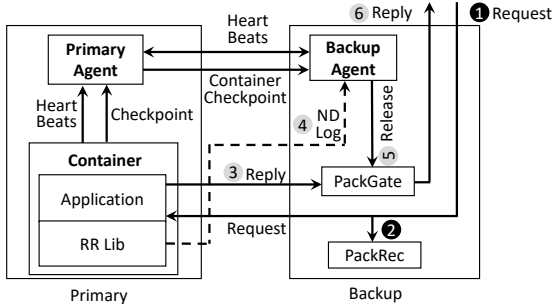 6 Reply
1 Request
Heart
Beats
Primary
Agent
Backup
Agent
Container
Checkpoint
Heart
Beats
Checkpoint
4 ND
Log
Release
5
Container
Application
3 Reply
PackGate
RR Lib
Request
2
PackRec
Primary
Backup